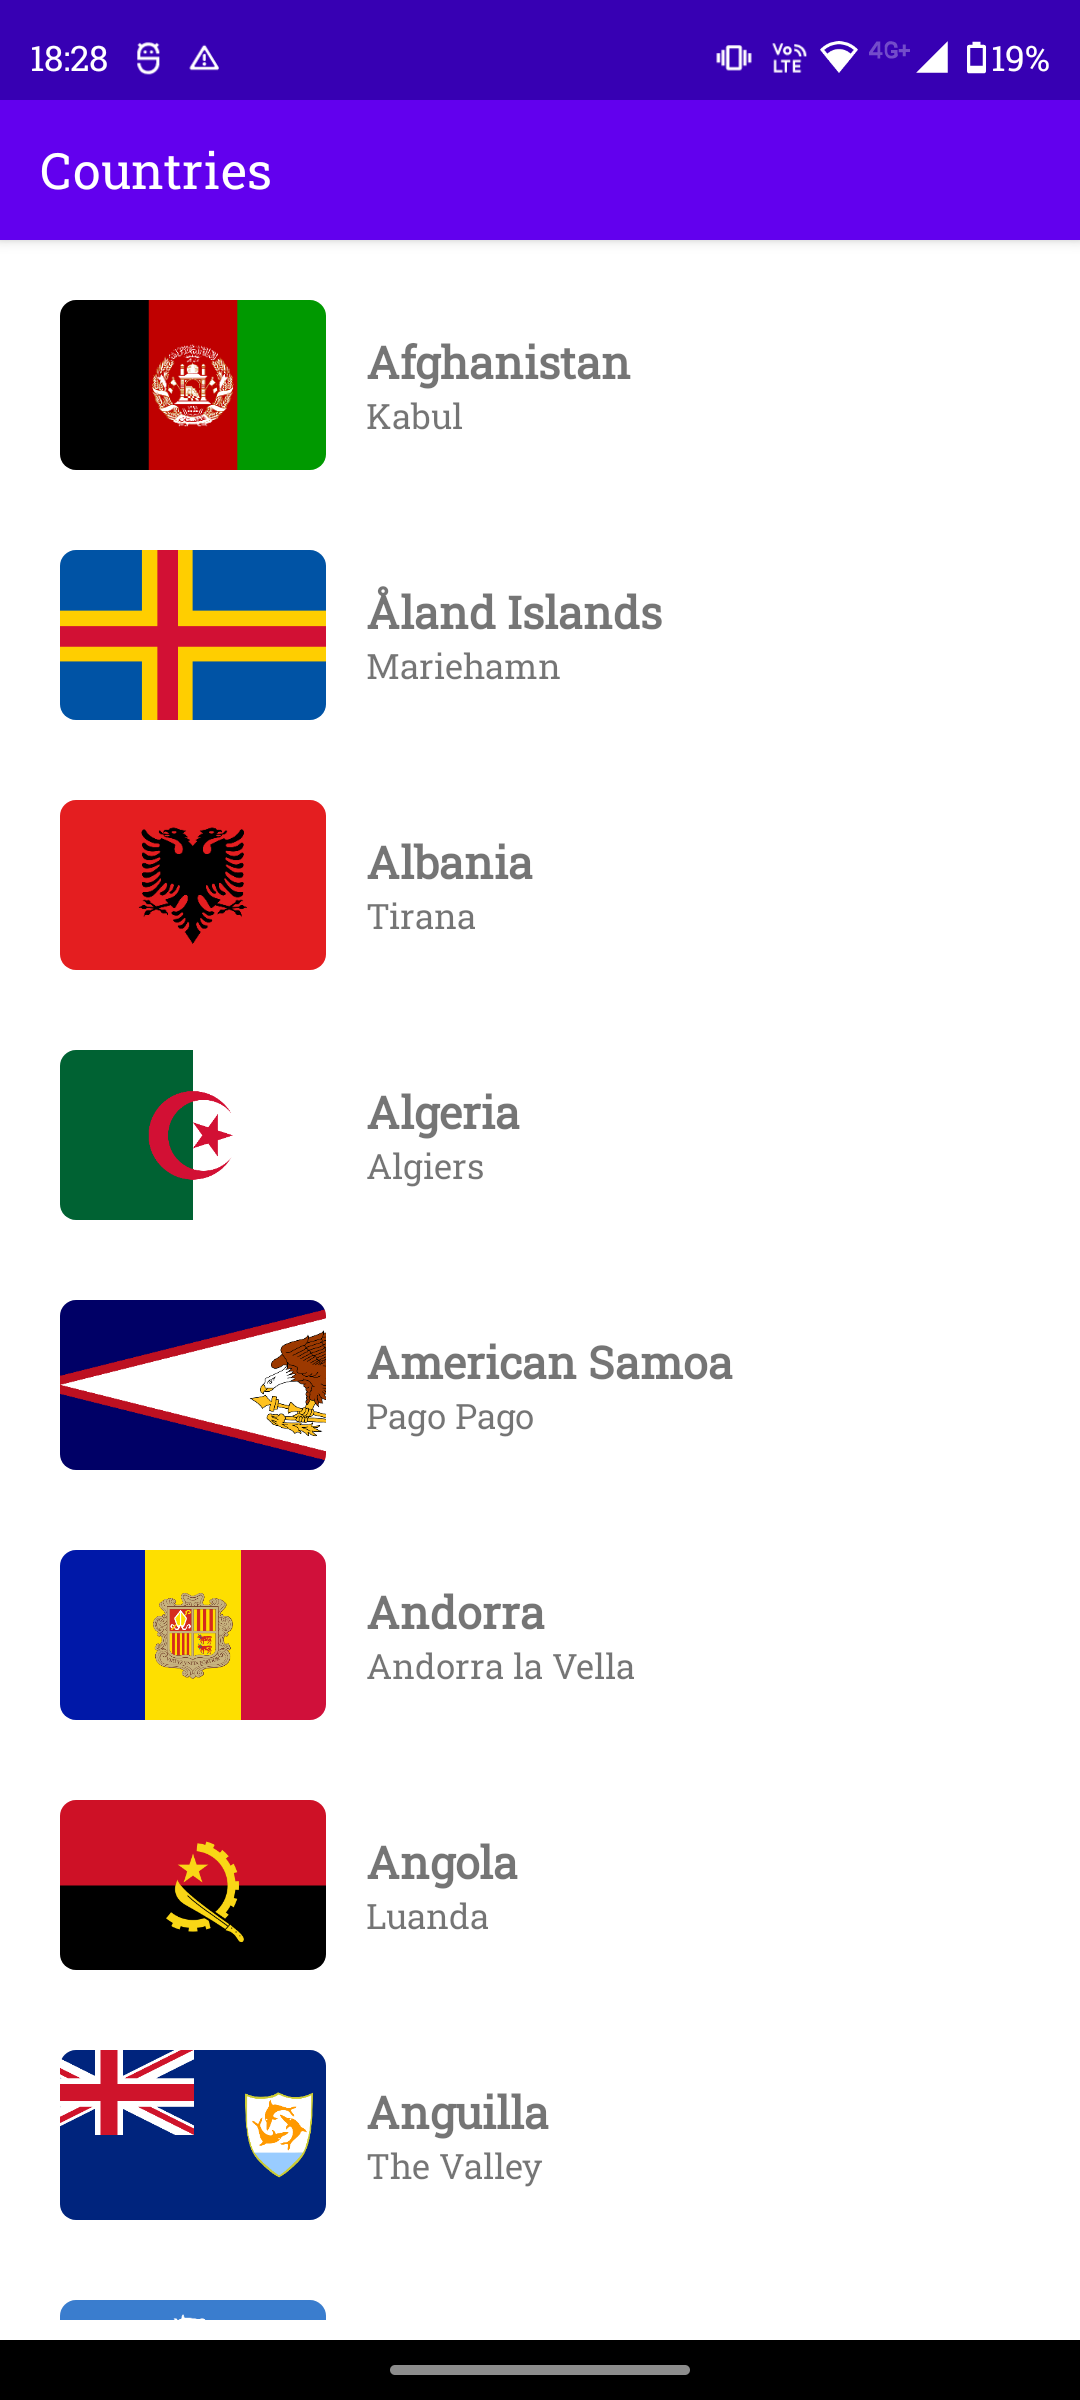 18:28
Vo LTE
4G+
19%
Countries
Afghanistan
Kabul
Åland Islands
Mariehamn
Albania
Tirana
Algeria
Algiers
American Samoa
Pago Pago
Andorra
Andorra la Vella
Angola
Luanda
Anguilla
The Valley